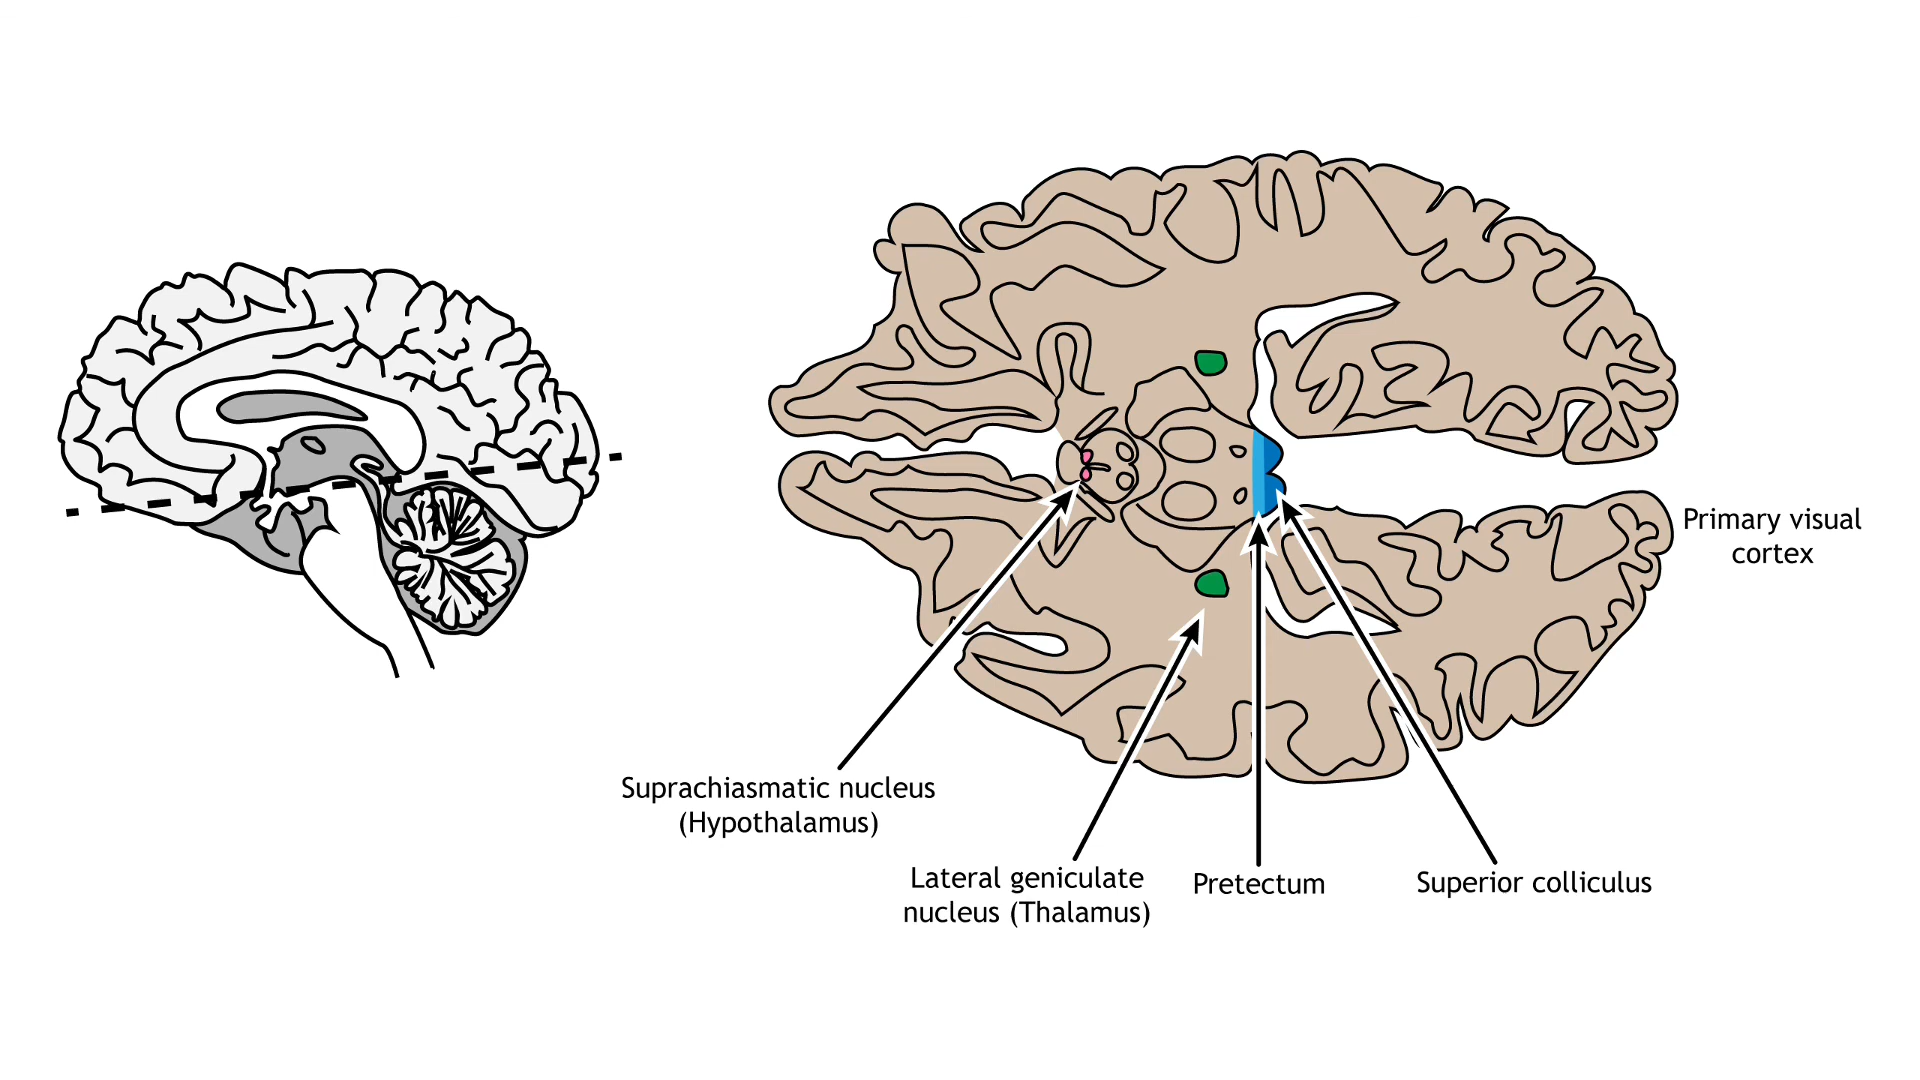 Primary visual
cortex
Suprachiasmatic nucleus
(Hypothalamus)
Lateral geniculate
nucleus (Thalamus)
Pretectum
Superior colliculus